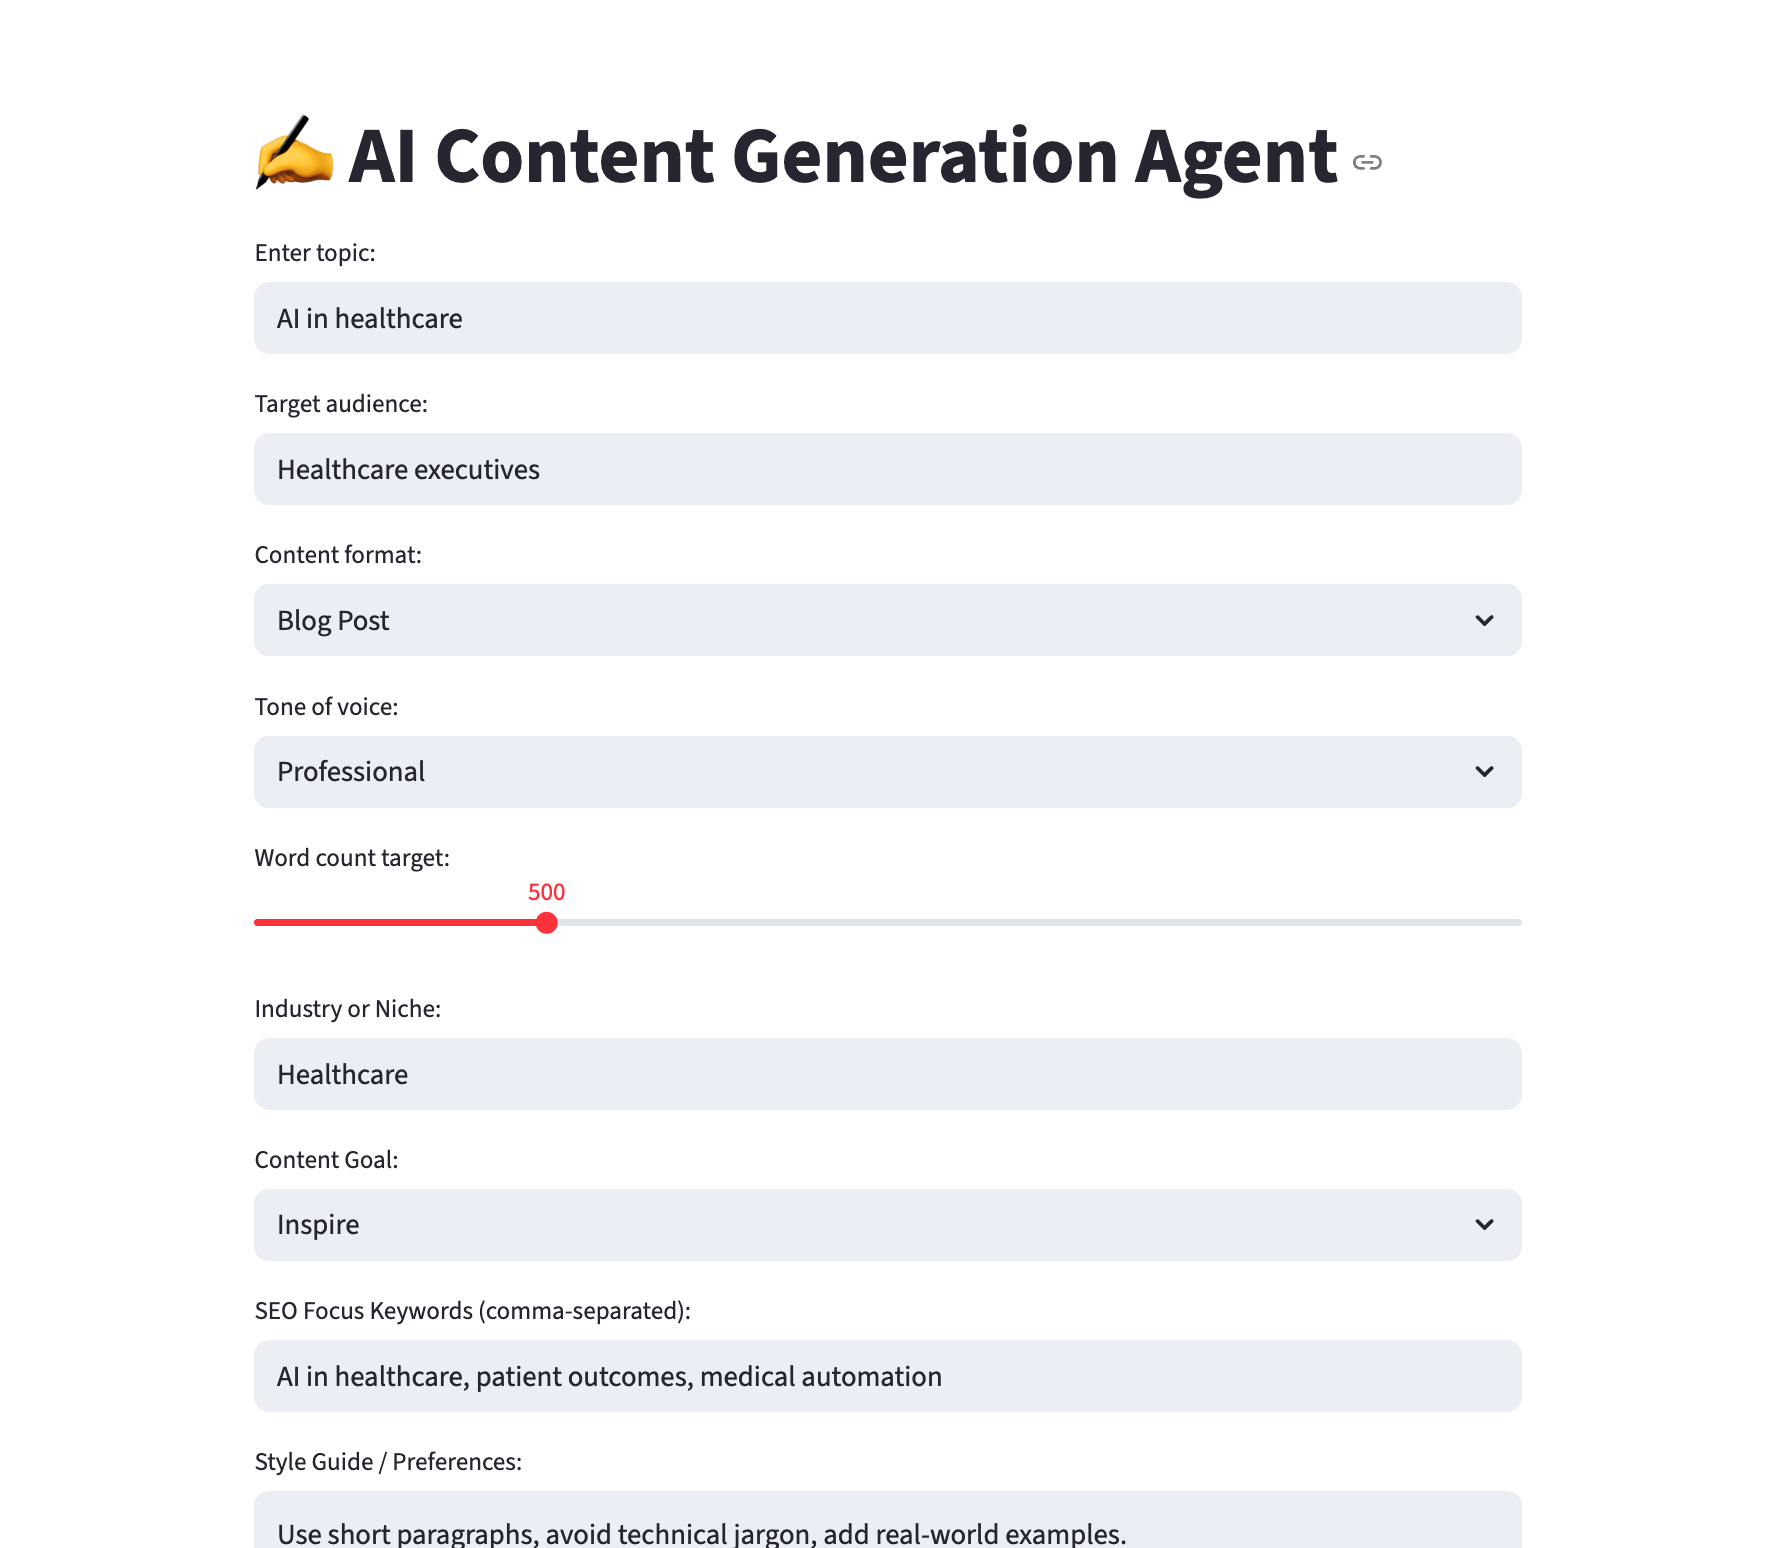 ✍️ AI Content Generation Agent
Enter topic:
AI in healthcare
Target audience:
Healthcare executives
Content format:
Blog Post
Tone of voice:
Professional
Word count target:
500
Industry or Niche:
Healthcare
Content Goal:
Inspire
SEO Focus Keywords (comma-separated):
AI in healthcare, patient outcomes, medical automation
Style Guide / Preferences:
Use short paragraphs, avoid technical jargon, add real-world examples.